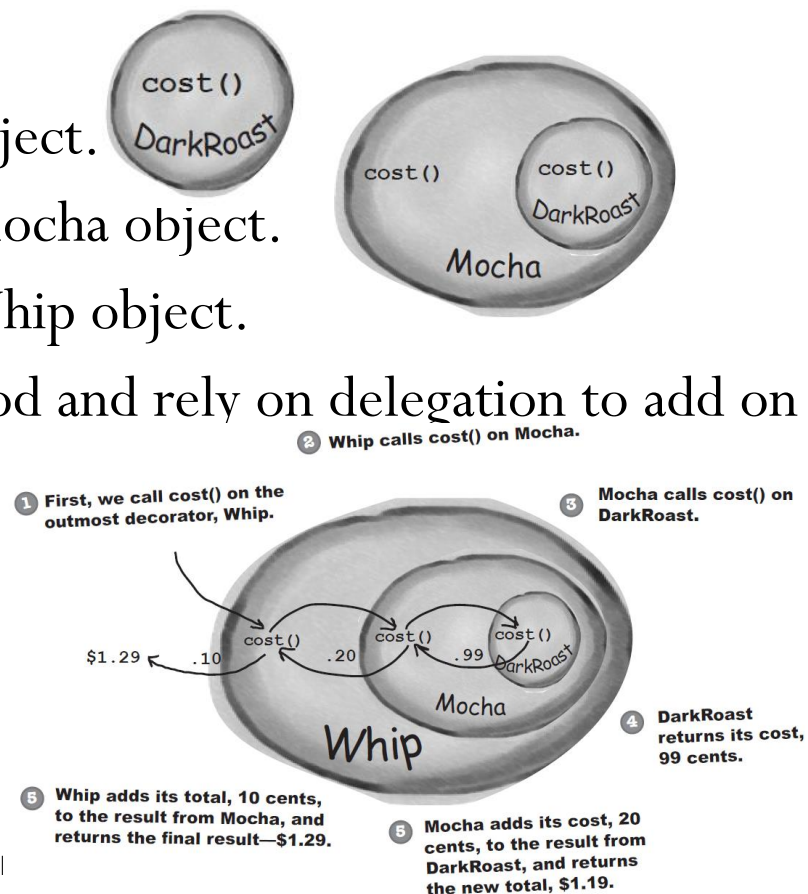 cost()
DarkRoast
cost()
cost()
DarkRoast
Mocha
ject.
ocha object.
hip object.
od and rely on delegation to add on
2 Whip calls cost() on Mocha.
1 First, we call cost() on the
outmost decorator, Whip.
3 Mocha calls cost() on
DarkRoast.
cost()
cost()
cost()
DarkRoast
$1.29
.10
.20
.99
Mocha
Whip
4 DarkRoast
returns its cost,
99 cents.
5 Whip adds its total, 10 cents,
to the result from Mocha, and
returns the final result—$1.29.
5 Mocha adds its cost, 20
cents, to the result from
DarkRoast, and returns
the new total, $1.19.